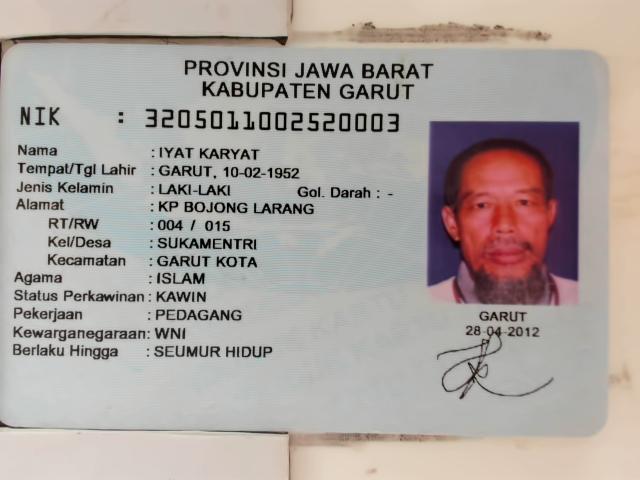 PROVINSI JAWA BARAT
KABUPATEN GARUT
NIK : 3205011002520003
Nama : IYAT KARYAT
Tempat/Tgl Lahir : GARUT, 10-02-1952
Jenis Kelamin : LAKI-LAKI Gol. Darah : -
Alamat : KP BOJONG LARANG
RT/RW : 004 / 015
Kel/Desa : SUKAMENTRI
Kecamatan : GARUT KOTA
Agama : ISLAM
Status Perkawinan : KAWIN
Pekerjaan : PEDAGANG
Kewarganegaraan : WNI
Berlaku Hingga : SEUMUR HIDUP
GARUT
28-04-2012